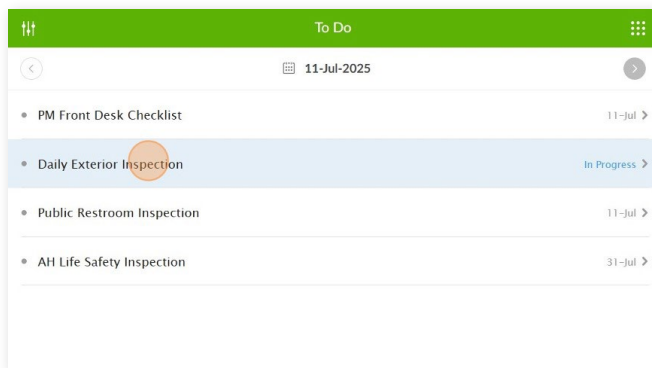 To Do
11-Jul-2025
PM Front Desk Checklist 11-Jul
Daily Exterior Inspection In Progress
Public Restroom Inspection 11-Jul
AH Life Safety Inspection 31-Jul